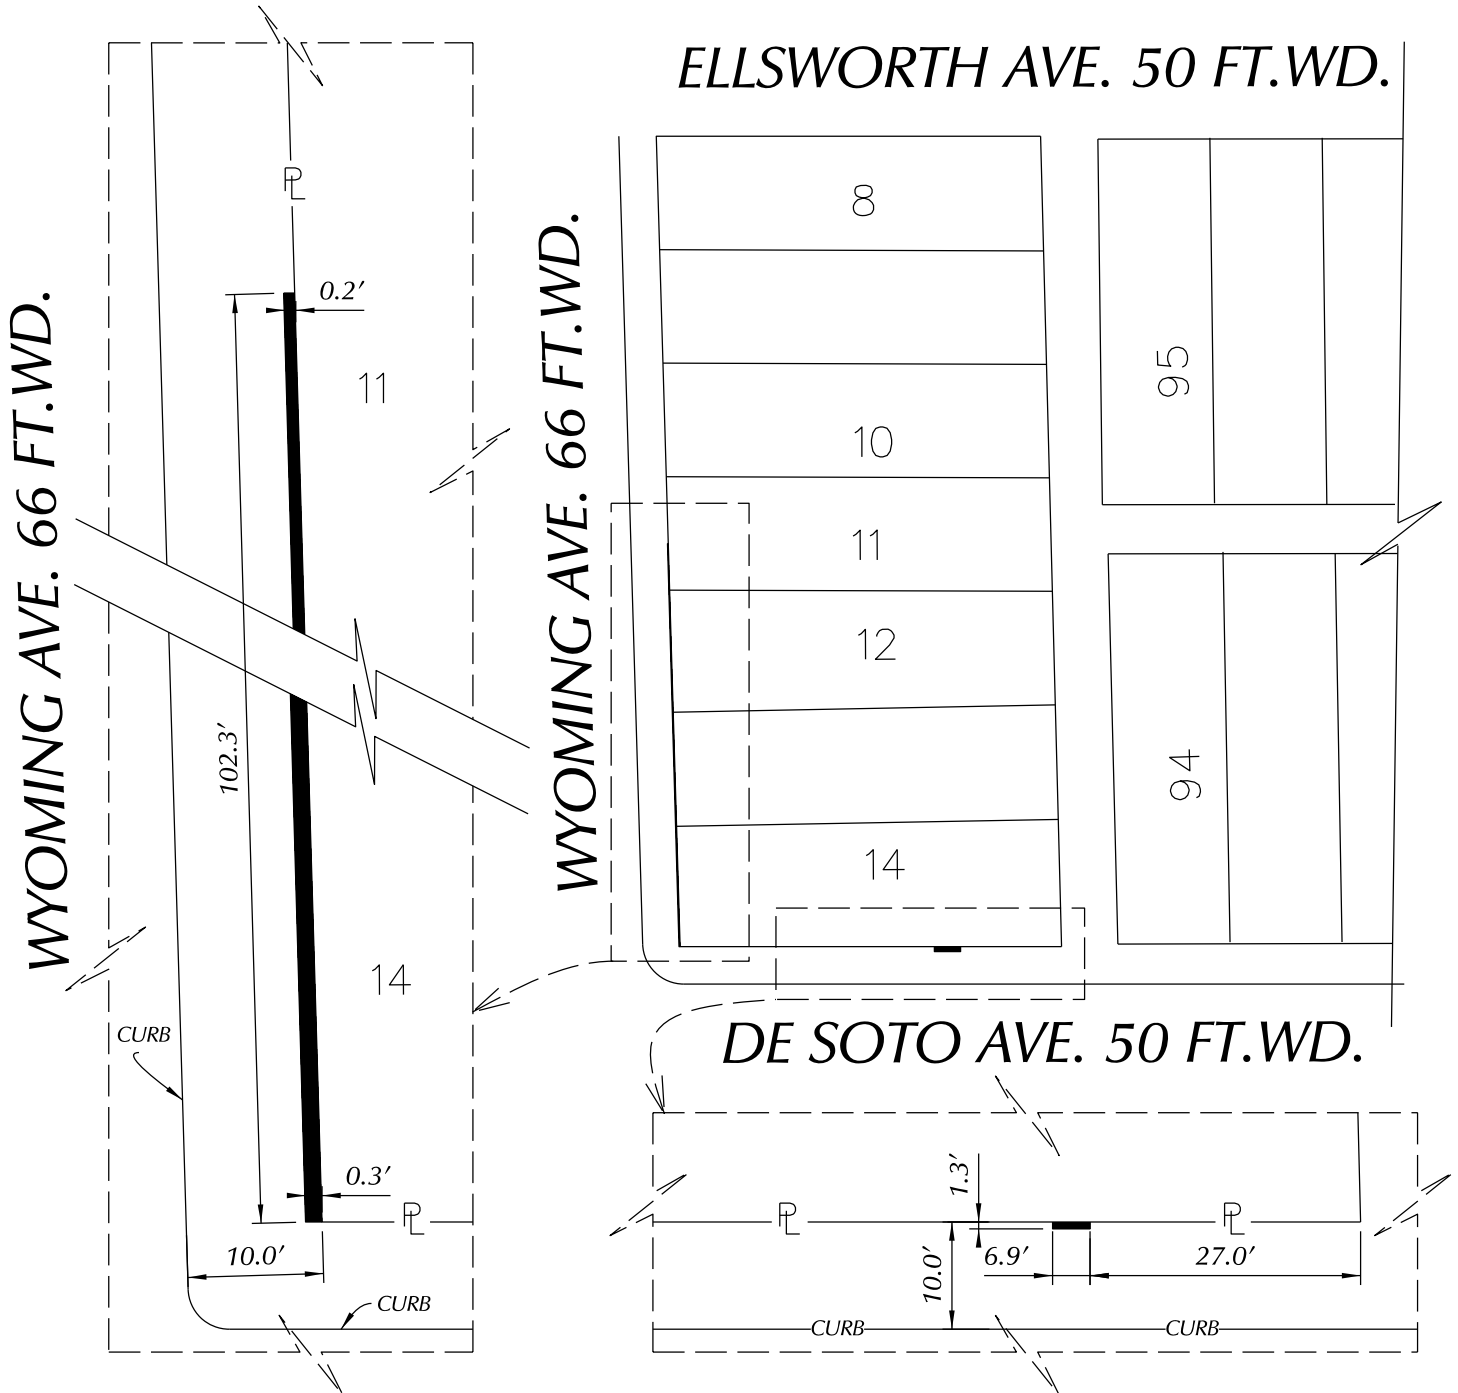 ELLSWORTH AVE. 50 FT.WD.
PL
8
WYOMING AVE. 66 FT.WD.
WYOMING AVE. 66 FT.WD.
0.2'
11
95
10
11
12
102.3'
94
14
14
CURB
DE SOTO AVE. 50 FT.WD.
0.3'
PL
1.3'
PL
PL
10.0'
10.0'
6.9'
27.0'
CURB
CURB
CURB